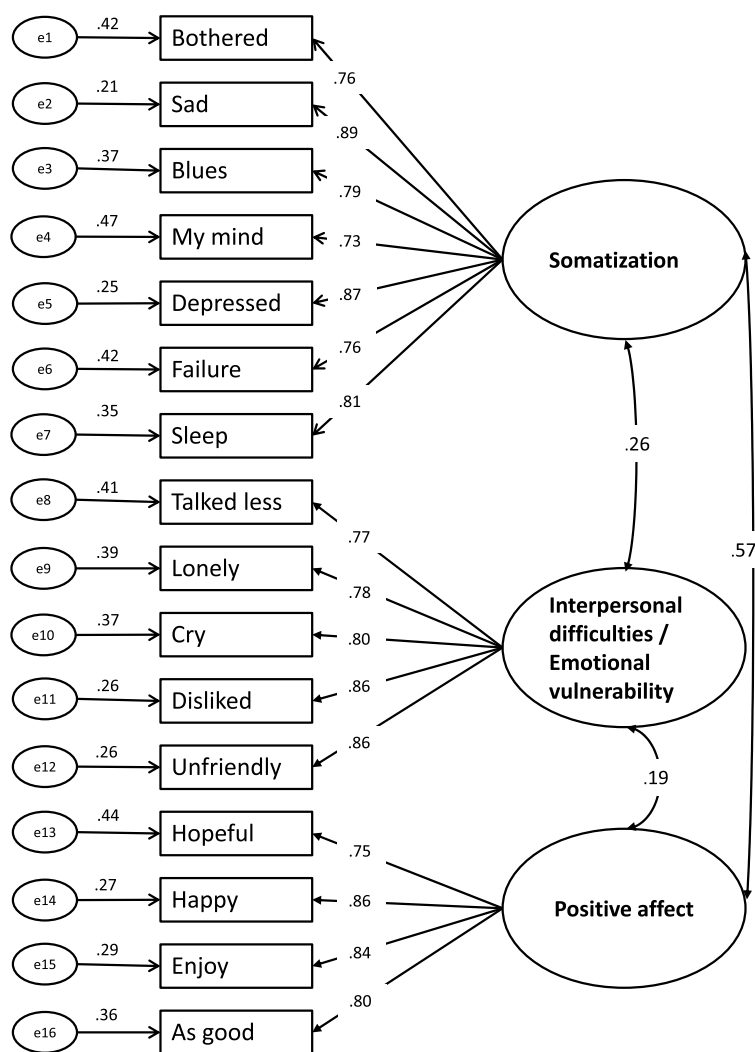 e1 .42 Bothered
.76
e2 .21 Sad
.89
e3 .37 Blues
.79
e4 .47 My mind .73
e5 .25 Depressed .87
e6 .42 Failure .76
e7 .35 Sleep .81
Somatization
.26
.57
e8 .41 Talked less
.77
e9 .39 Lonely
.78
e10 .37 Cry .80
e11 .26 Disliked .86
e12 .26 Unfriendly .86
Interpersonal
difficulties /
Emotional
vulnerability
.19
e13 .44 Hopeful
.75
e14 .27 Happy .86
e15 .29 Enjoy .84
e16 .36 As good .80
Positive affect